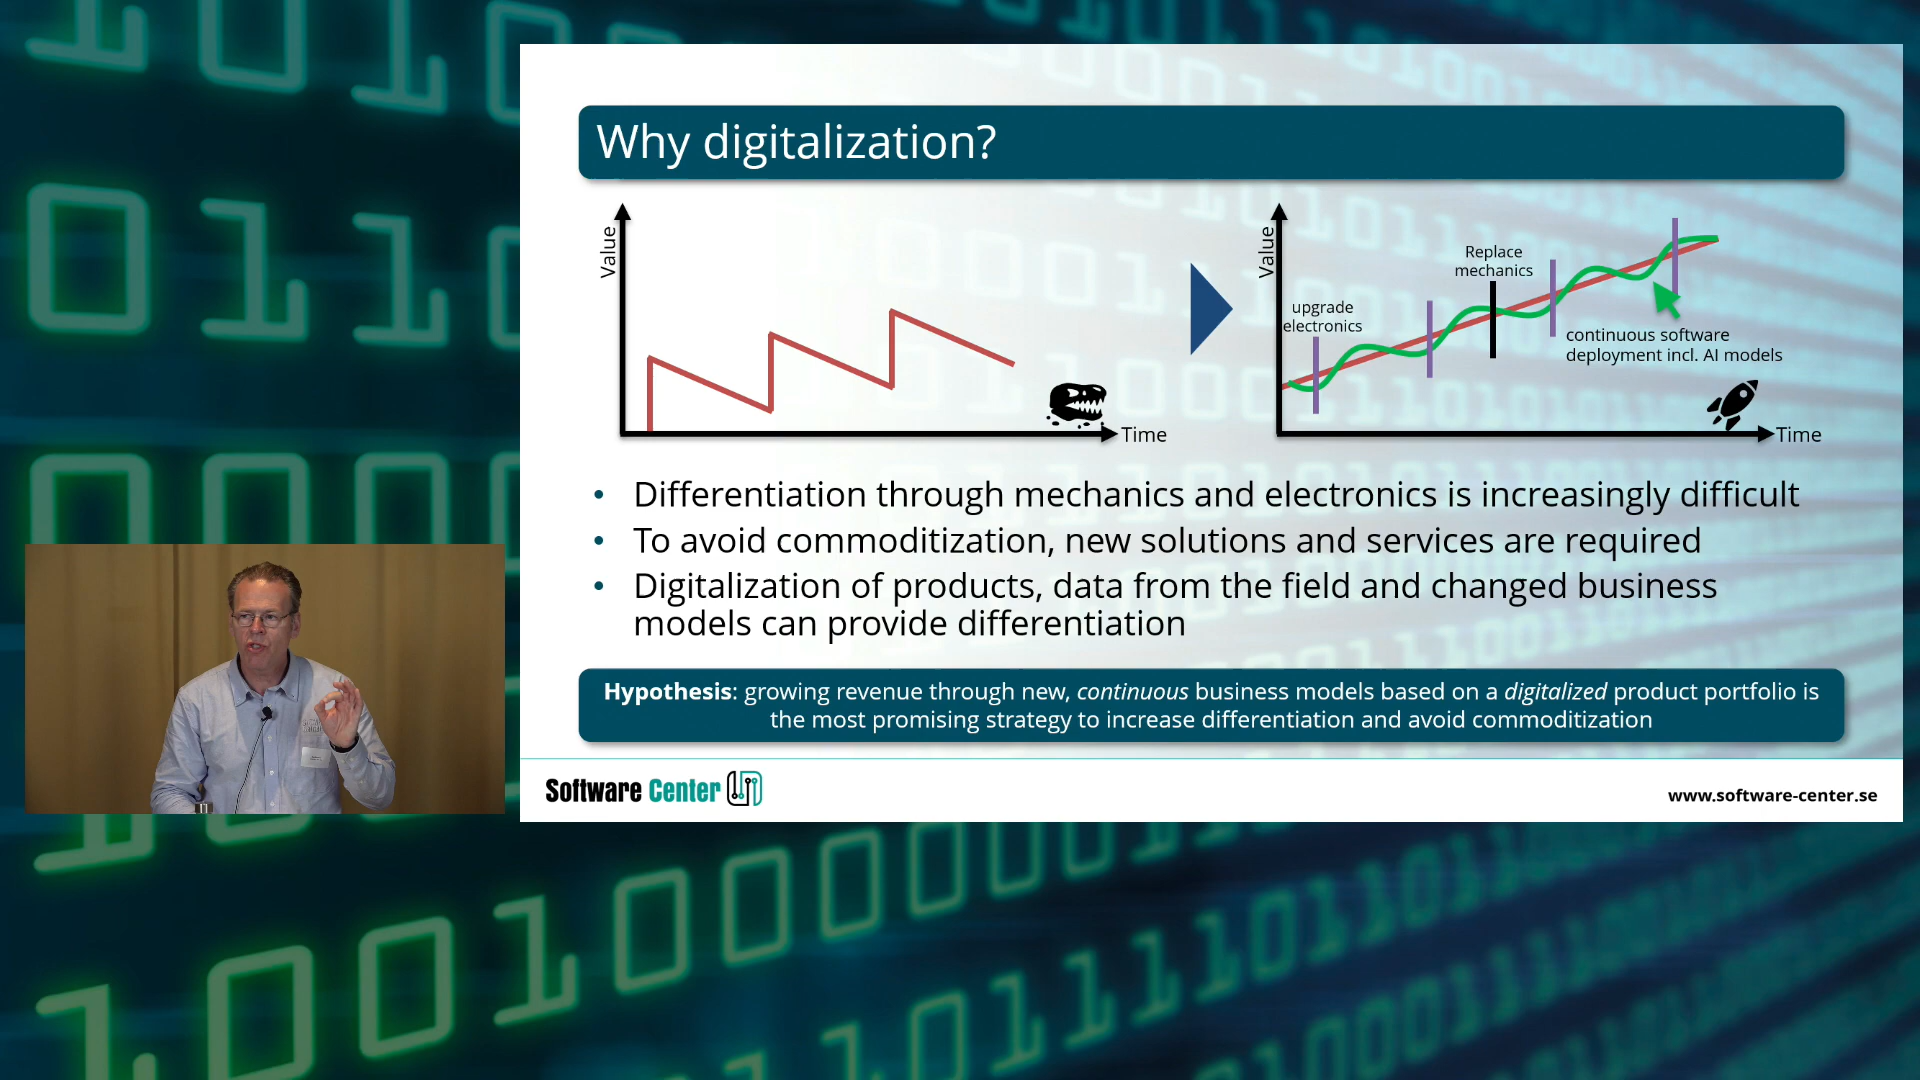 Why digitalization?
Value
Time
Value
upgrade
electronics
Replace
mechanics
continuous software
deployment incl. AI models
Time
• Differentiation through mechanics and electronics is increasingly difficult
• To avoid commoditization, new solutions and services are required
• Digitalization of products, data from the field and changed business
models can provide differentiation
Hypothesis: growing revenue through new, continuous business models based on a digitalized product portfolio is
the most promising strategy to increase differentiation and avoid commoditization
Software Center
www.software-center.se